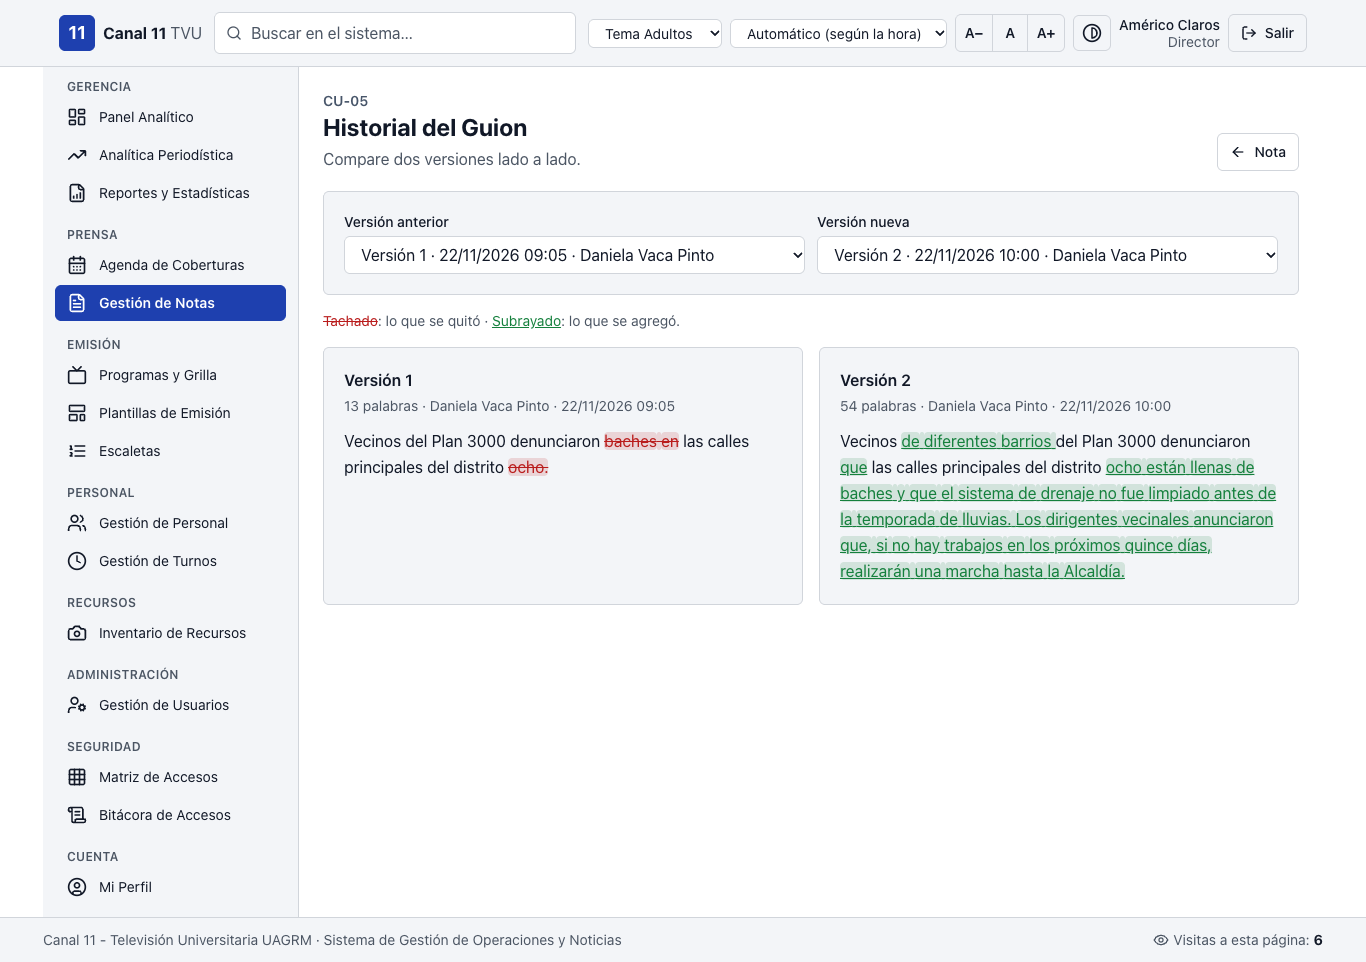 11 Canal 11 TVU
Buscar en el sistema...
Tema Adultos
Automático (según la hora)
A− A A+
Américo Claros
Director
Salir
GERENCIA
Panel Analítico
Analítica Periodística
Reportes y Estadísticas
PRENSA
Agenda de Coberturas
Gestión de Notas
EMISIÓN
Programas y Grilla
Plantillas de Emisión
Escaletas
PERSONAL
Gestión de Personal
Gestión de Turnos
RECURSOS
Inventario de Recursos
ADMINISTRACIÓN
Gestión de Usuarios
SEGURIDAD
Matriz de Accesos
Bitácora de Accesos
CUENTA
Mi Perfil
CU-05
Historial del Guion
Compare dos versiones lado a lado.
Nota
Versión anterior
Versión 1 · 22/11/2026 09:05 · Daniela Vaca Pinto
Versión nueva
Versión 2 · 22/11/2026 10:00 · Daniela Vaca Pinto
Tachado: lo que se quitó · Subrayado: lo que se agregó.
Versión 1
13 palabras · Daniela Vaca Pinto · 22/11/2026 09:05
Vecinos del Plan 3000 denunciaron baches en las calles
principales del distrito ocho.
Versión 2
54 palabras · Daniela Vaca Pinto · 22/11/2026 10:00
Vecinos de diferentes barrios del Plan 3000 denunciaron
que las calles principales del distrito ocho están llenas de
baches y que el sistema de drenaje no fue limpiado antes de
la temporada de lluvias. Los dirigentes vecinales anunciaron
que, si no hay trabajos en los próximos quince días,
realizarán una marcha hasta la Alcaldía.
Canal 11 - Televisión Universitaria UAGRM · Sistema de Gestión de Operaciones y Noticias
Visitas a esta página: 6